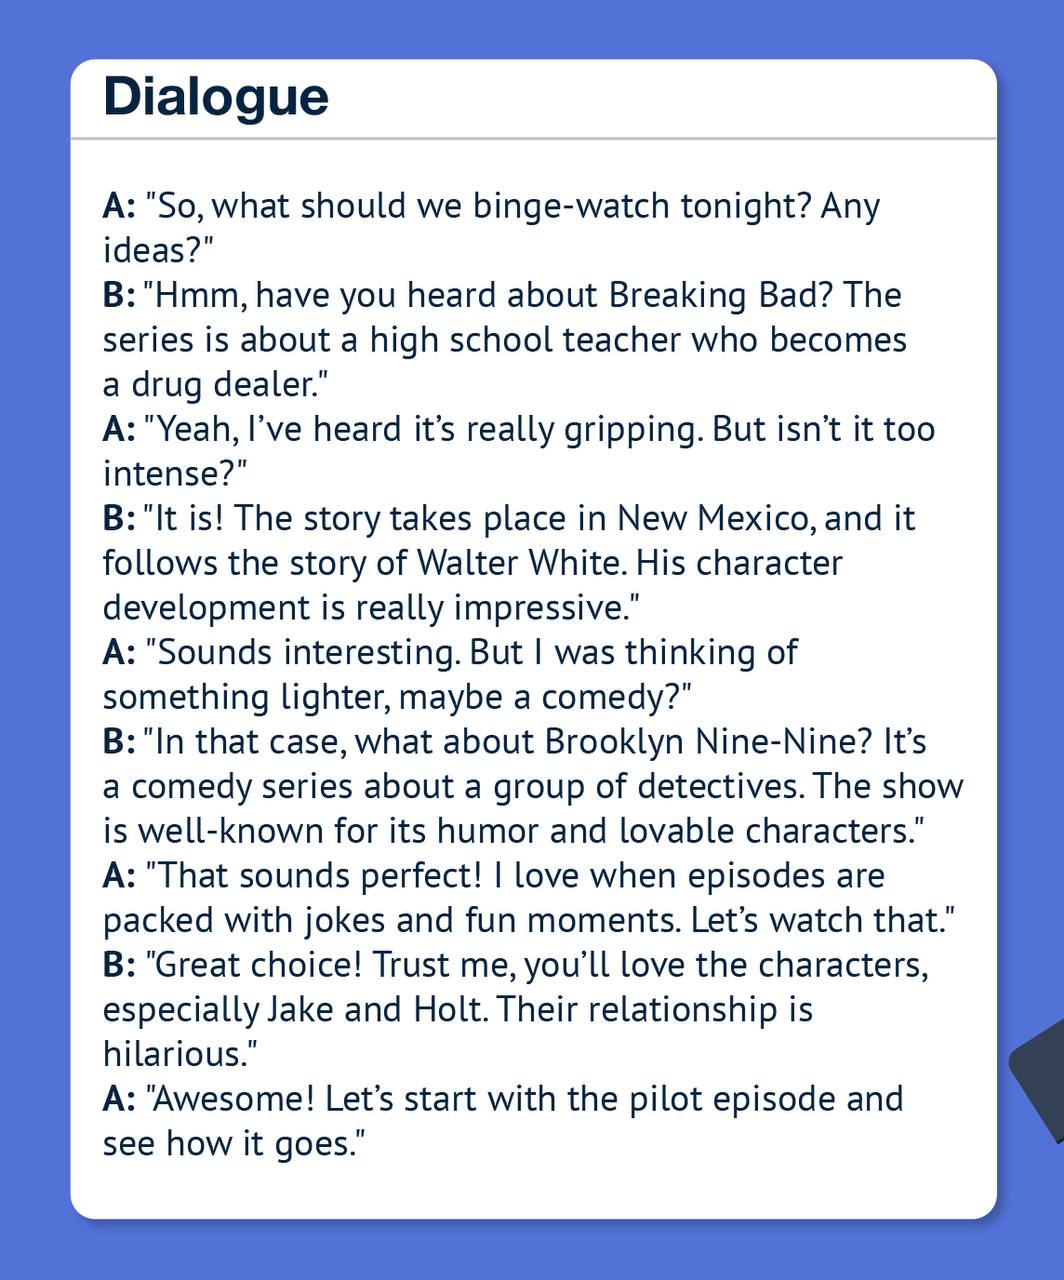 Dialogue
A: "So, what should we binge-watch tonight? Any
ideas?"
B: "Hmm, have you heard about Breaking Bad? The
series is about a high school teacher who becomes
a drug dealer."
A: "Yeah, I’ve heard it’s really gripping. But isn’t it too
intense?"
B: "It is! The story takes place in New Mexico, and it
follows the story of Walter White. His character
development is really impressive."
A: "Sounds interesting. But I was thinking of
something lighter, maybe a comedy?"
B: "In that case, what about Brooklyn Nine-Nine? It’s
a comedy series about a group of detectives. The show
is well-known for its humor and lovable characters."
A: "That sounds perfect! I love when episodes are
packed with jokes and fun moments. Let’s watch that."
B: "Great choice! Trust me, you’ll love the characters,
especially Jake and Holt. Their relationship is
hilarious."
A: "Awesome! Let’s start with the pilot episode and
see how it goes."